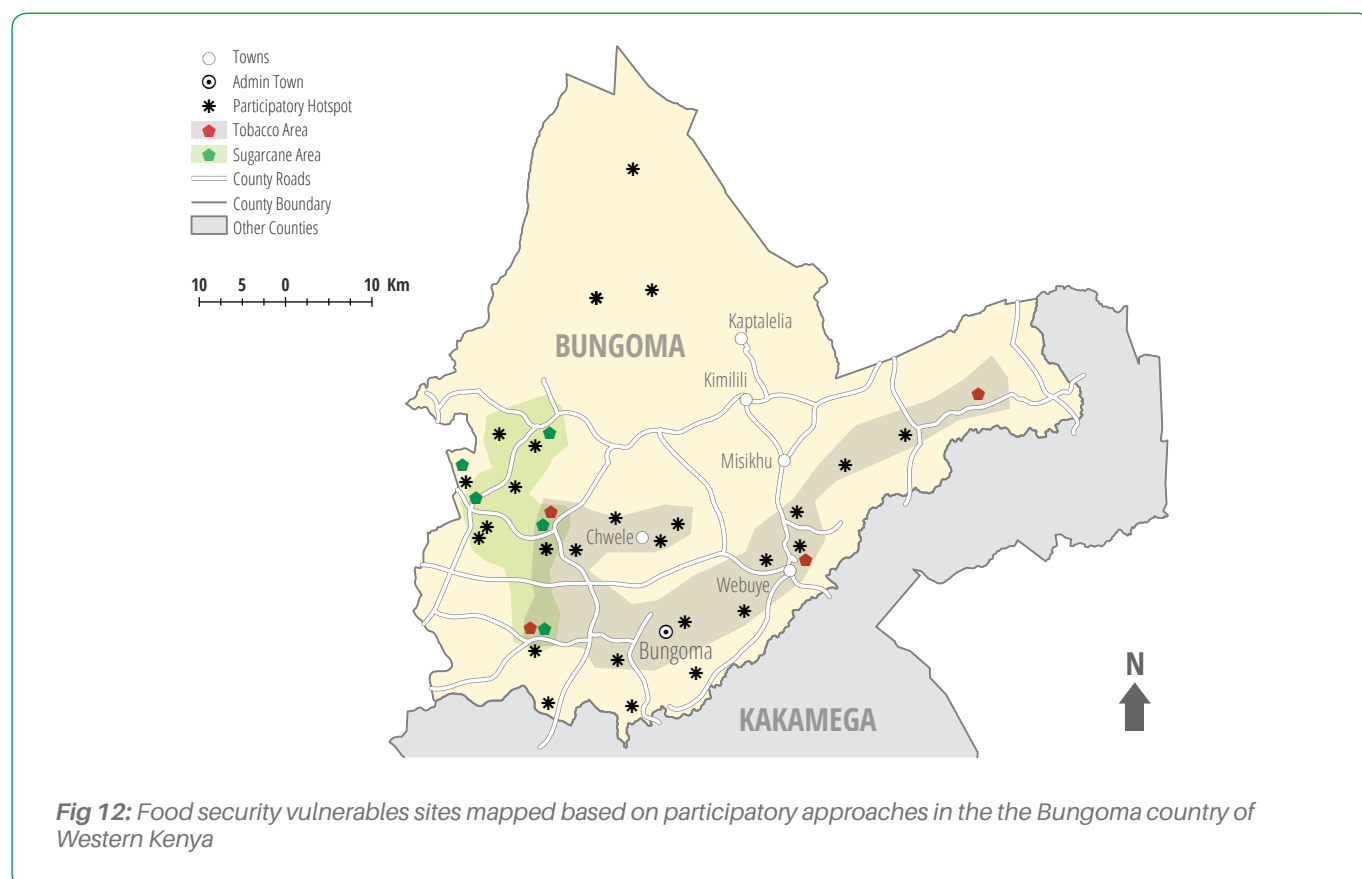 Towns
Admin Town
Participatory Hotspot
Tobacco Area
Sugarcane Area
County Roads
County Boundary
Other Counties
10 5 0 10 Km
Kaptalelia
BUNGOMA
Kimilili
Misikhu
Chwele
Webuye
Bungoma
N
KAKAMEGA
Fig 12: Food security vulnerables sites mapped based on participatory approaches in the the Bungoma country of
Western Kenya